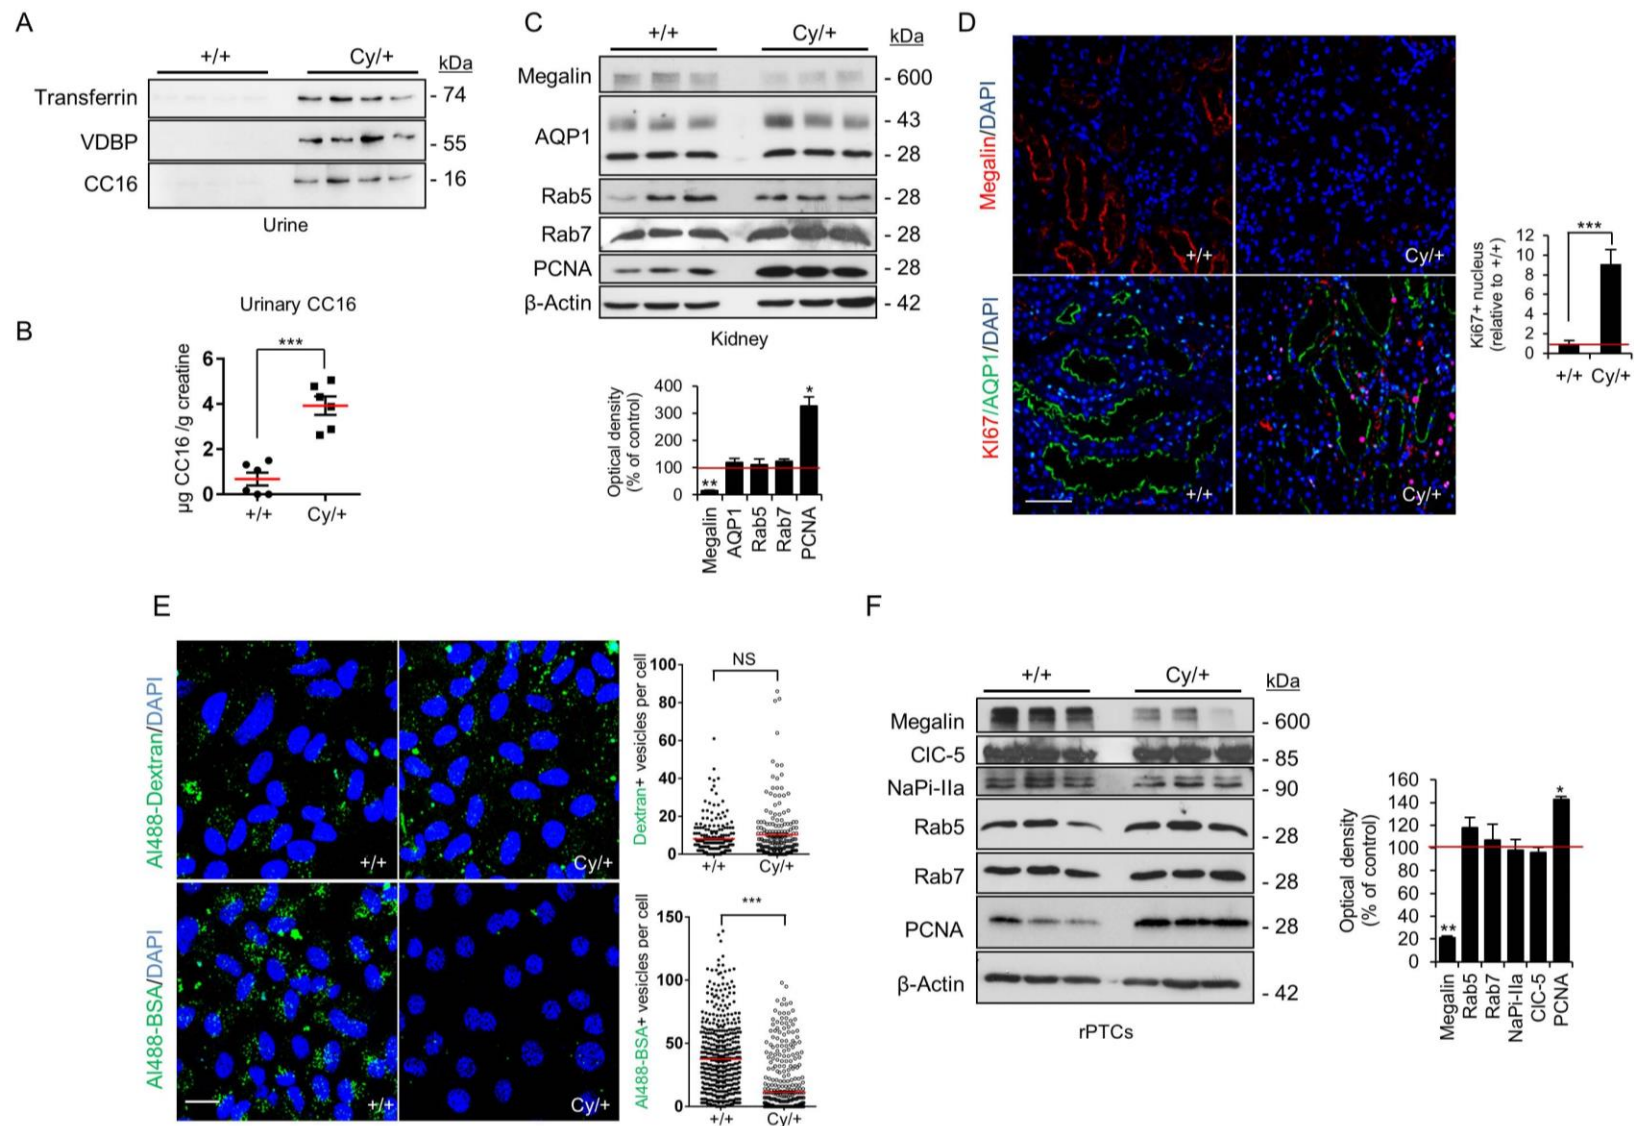 A
+/+
Cy/+
kDa
Transferrin
- 74
VDBP
- 55
CC16
- 16
Urine
B
Urinary CC16
µg CC16 /g creatine
6
4
2
0
***
+/+
Cy/+
C
+/+
Cy/+
kDa
Megalin
- 600
AQP1
- 43
- 28
Rab5
- 28
Rab7
- 28
PCNA
- 28
β-Actin
- 42
Kidney
Optical density
(% of control)
400
300
200
100
0
**
*
Megalin
AQP1
Rab5
Rab7
PCNA
D
Megalin/DAPI
+/+
Cy/+
KI67/AQP1/DAPI
+/+
Cy/+
Ki67+ nucleus
(relative to +/+)
12
10
8
6
4
2
0
***
+/+
Cy/+
E
Al488-Dextran/DAPI
+/+
Cy/+
Dextran+ vesicles per cell
100
80
60
40
20
0
NS
+/+
Cy/+
Al488-BSA/DAPI
+/+
Cy/+
Al488-BSA+ vesicles per cell
150
100
50
0
***
+/+
Cy/+
F
+/+
Cy/+
kDa
Megalin
- 600
ClC-5
- 85
NaPi-IIa
- 90
Rab5
- 28
Rab7
- 28
PCNA
- 28
β-Actin
- 42
rPTCs
Optical density
(% of control)
160
140
120
100
80
60
40
20
0
**
*
Megalin
Rab5
Rab7
NaPi-IIa
ClC-5
PCNA